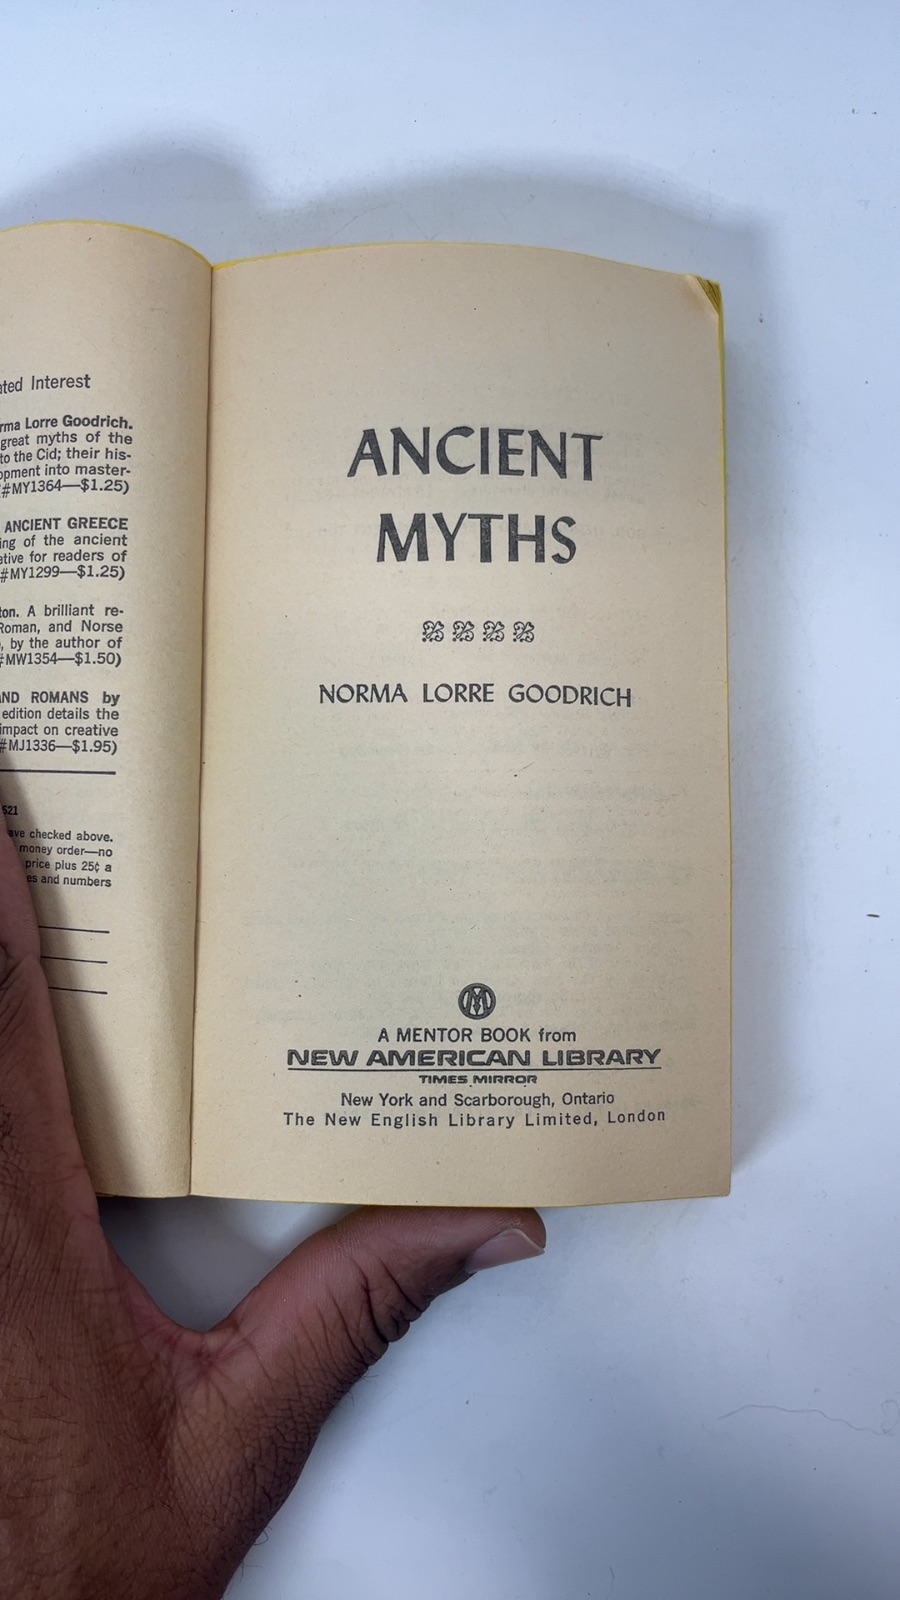 ated Interest
rma Lorre Goodrich.
great myths of the
to the Cid; their his-
opment into master-
#MY1364—$1.25)
ANCIENT GREECE
ing of the ancient
ative for readers of
#MY1299—$1.25)
ton. A brilliant re-
Roman, and Norse
, by the author of
#MW1354—$1.50)
AND ROMANS by
edition details the
impact on creative
#MJ1336—$1.95)
521
ave checked above.
money order—no
price plus 25¢ a
es and numbers
ANCIENT
MYTHS
NORMA LORRE GOODRICH
M
A MENTOR BOOK from
NEW AMERICAN LIBRARY
TIMES MIRROR
New York and Scarborough, Ontario
The New English Library Limited, London